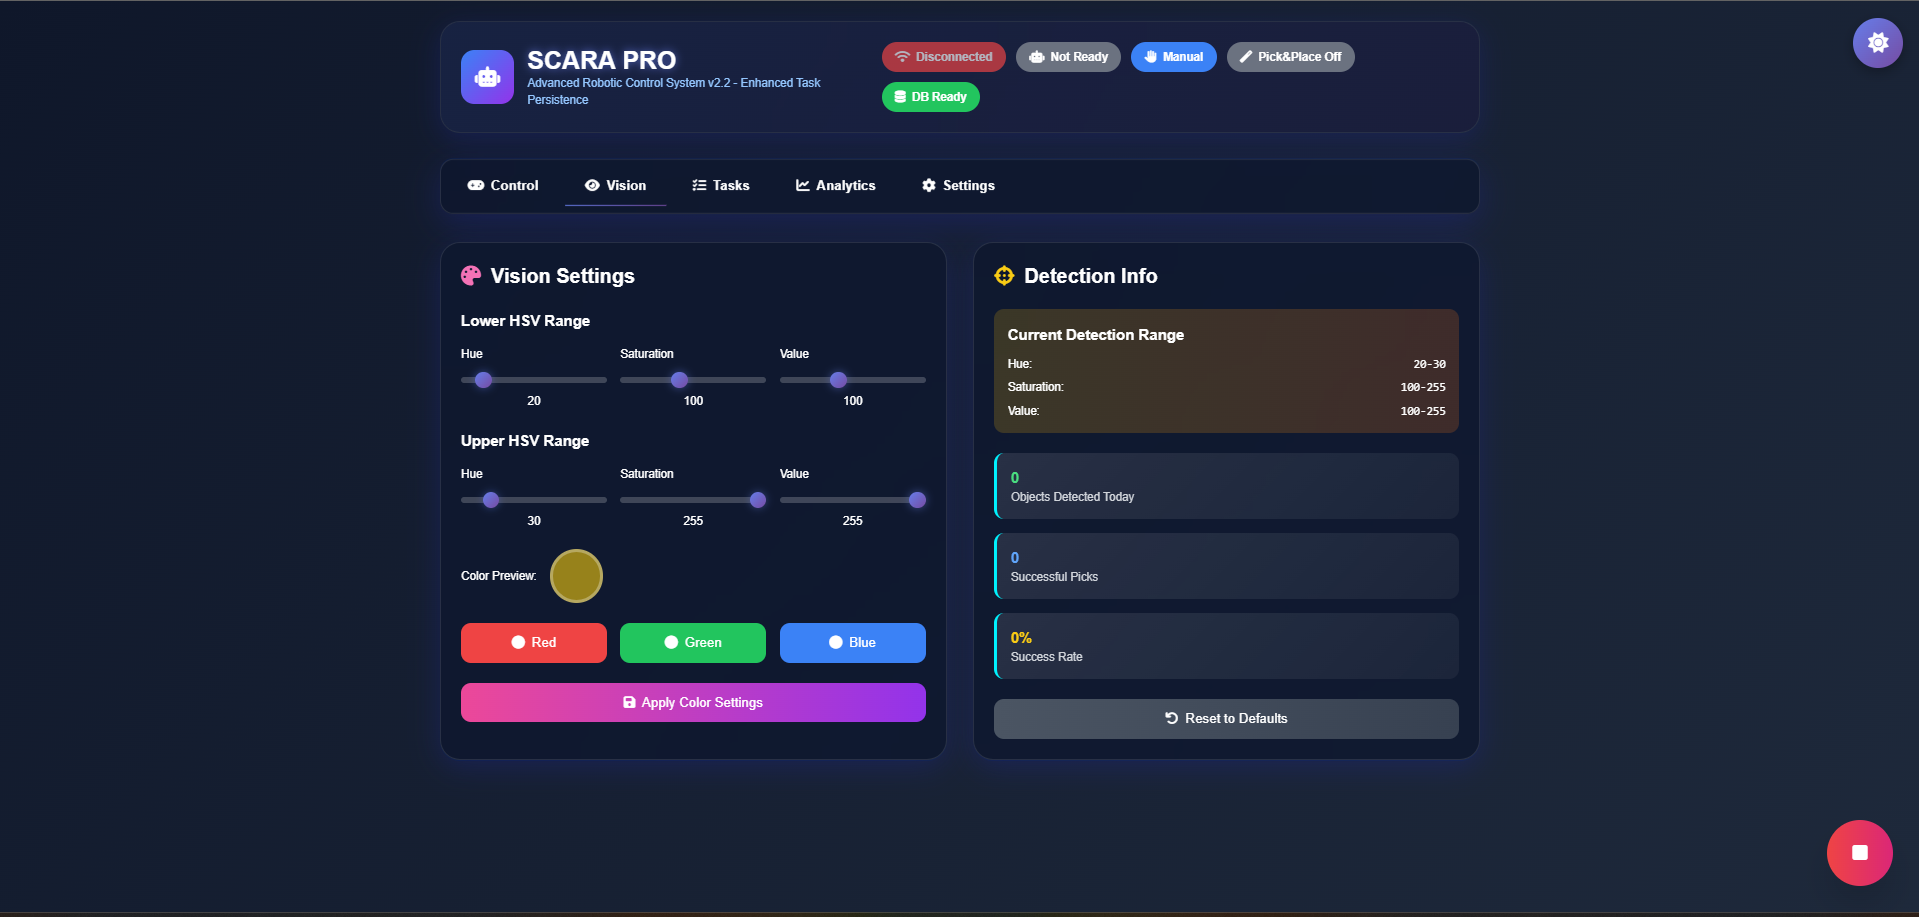 SCARA PRO
Advanced Robotic Control System v2.2 - Enhanced Task
Persistence
Disconnected
Not Ready
Manual
Pick&Place Off
DB Ready
Control
Vision
Tasks
Analytics
Settings
Vision Settings
Lower HSV Range
Hue
Saturation
Value
20
100
100
Upper HSV Range
Hue
Saturation
Value
30
255
255
Color Preview:
Red
Green
Blue
Apply Color Settings
Detection Info
Current Detection Range
Hue: 20-30
Saturation: 100-255
Value: 100-255
0
Objects Detected Today
0
Successful Picks
0%
Success Rate
Reset to Defaults